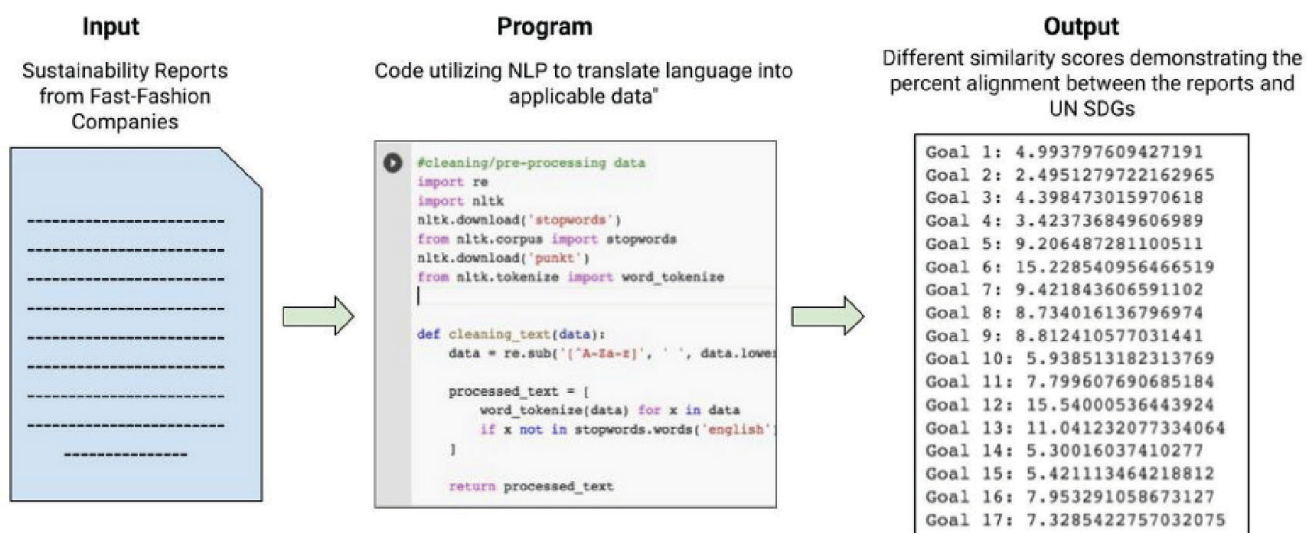 Input
Sustainability Reports
from Fast-Fashion
Companies
Program
Code utilizing NLP to translate language into
applicable data"
#cleaning/pre-processing data
import re
import nltk
nltk.download('stopwords')
from nltk.corpus import stopwords
nltk.download('punkt')
from nltk.tokenize import word_tokenize
def cleaning_text(data):
data = re.sub('[^A-Za-z]', ' ', data.lower
processed_text = [
word_tokenize(data) for x in data
if x not in stopwords.words('english')
]
return processed_text
Output
Different similarity scores demonstrating the
percent alignment between the reports and
UN SDGs
Goal 1: 4.993797609427191
Goal 2: 2.4951279722162965
Goal 3: 4.398473015970618
Goal 4: 3.423736849606989
Goal 5: 9.206487281100511
Goal 6: 15.228540956466519
Goal 7: 9.421843606591102
Goal 8: 8.734016136796974
Goal 9: 8.812410577031441
Goal 10: 5.938513182313769
Goal 11: 7.799607690685184
Goal 12: 15.54000536443924
Goal 13: 11.041232077334064
Goal 14: 5.30016037410277
Goal 15: 5.421113464218812
Goal 16: 7.953291058673127
Goal 17: 7.3285422757032075